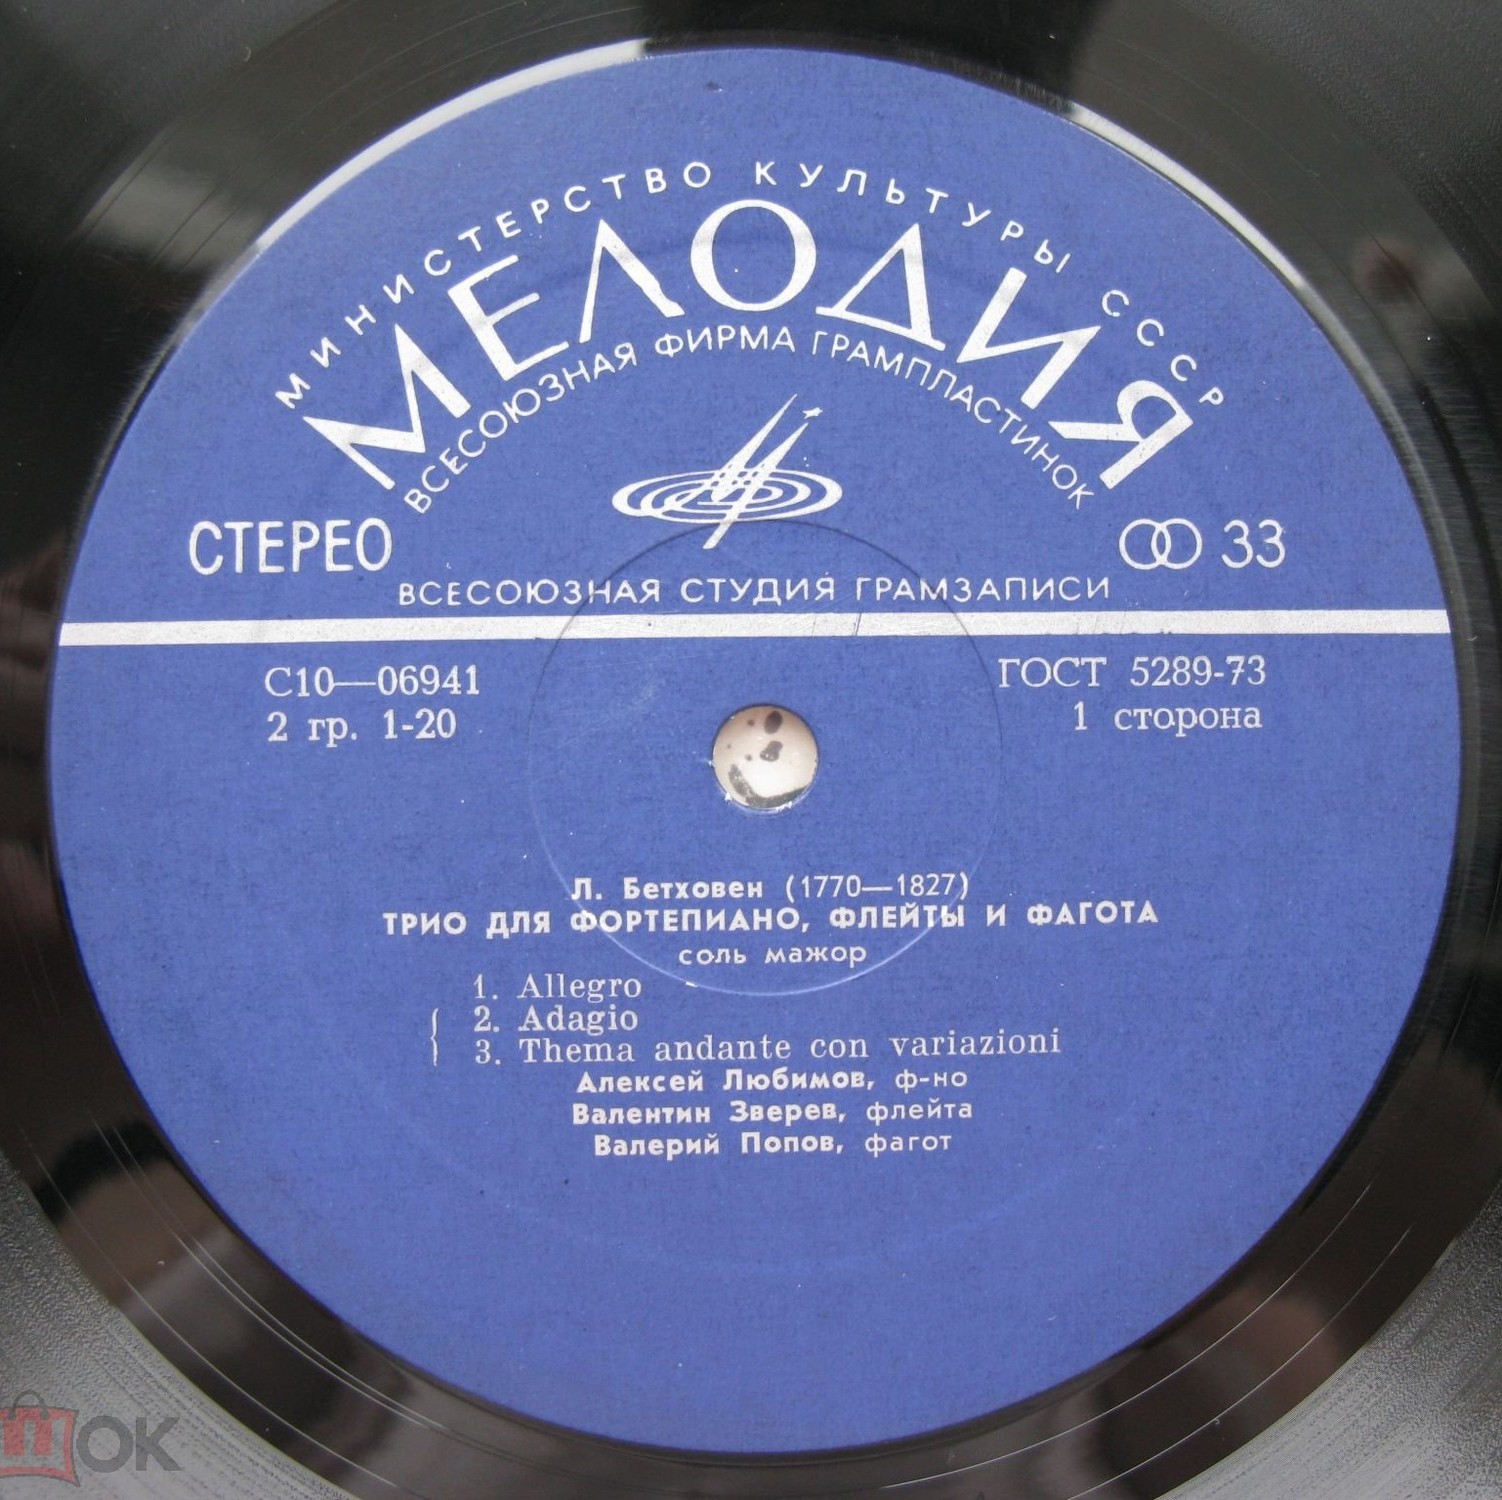 МИНИСТЕРСТВО КУЛЬТУРЫ СССР
МЕЛОДИЯ
ВСЕСОЮЗНАЯ ФИРМА ГРАМПЛАСТИНОК
СТЕРЕО
33
ВСЕСОЮЗНАЯ СТУДИЯ ГРАМЗАПИСИ
С10—06941
ГОСТ 5289-73
2 гр. 1-20
1 сторона
Л. Бетховен (1770—1827)
ТРИО ДЛЯ ФОРТЕПИАНО, ФЛЕЙТЫ И ФАГОТА
соль мажор
1. Allegro
2. Adagio
3. Thema andante con variazioni
Алексей Любимов, ф-но
Валентин Зверев, флейта
Валерий Попов, фагот
ШОК